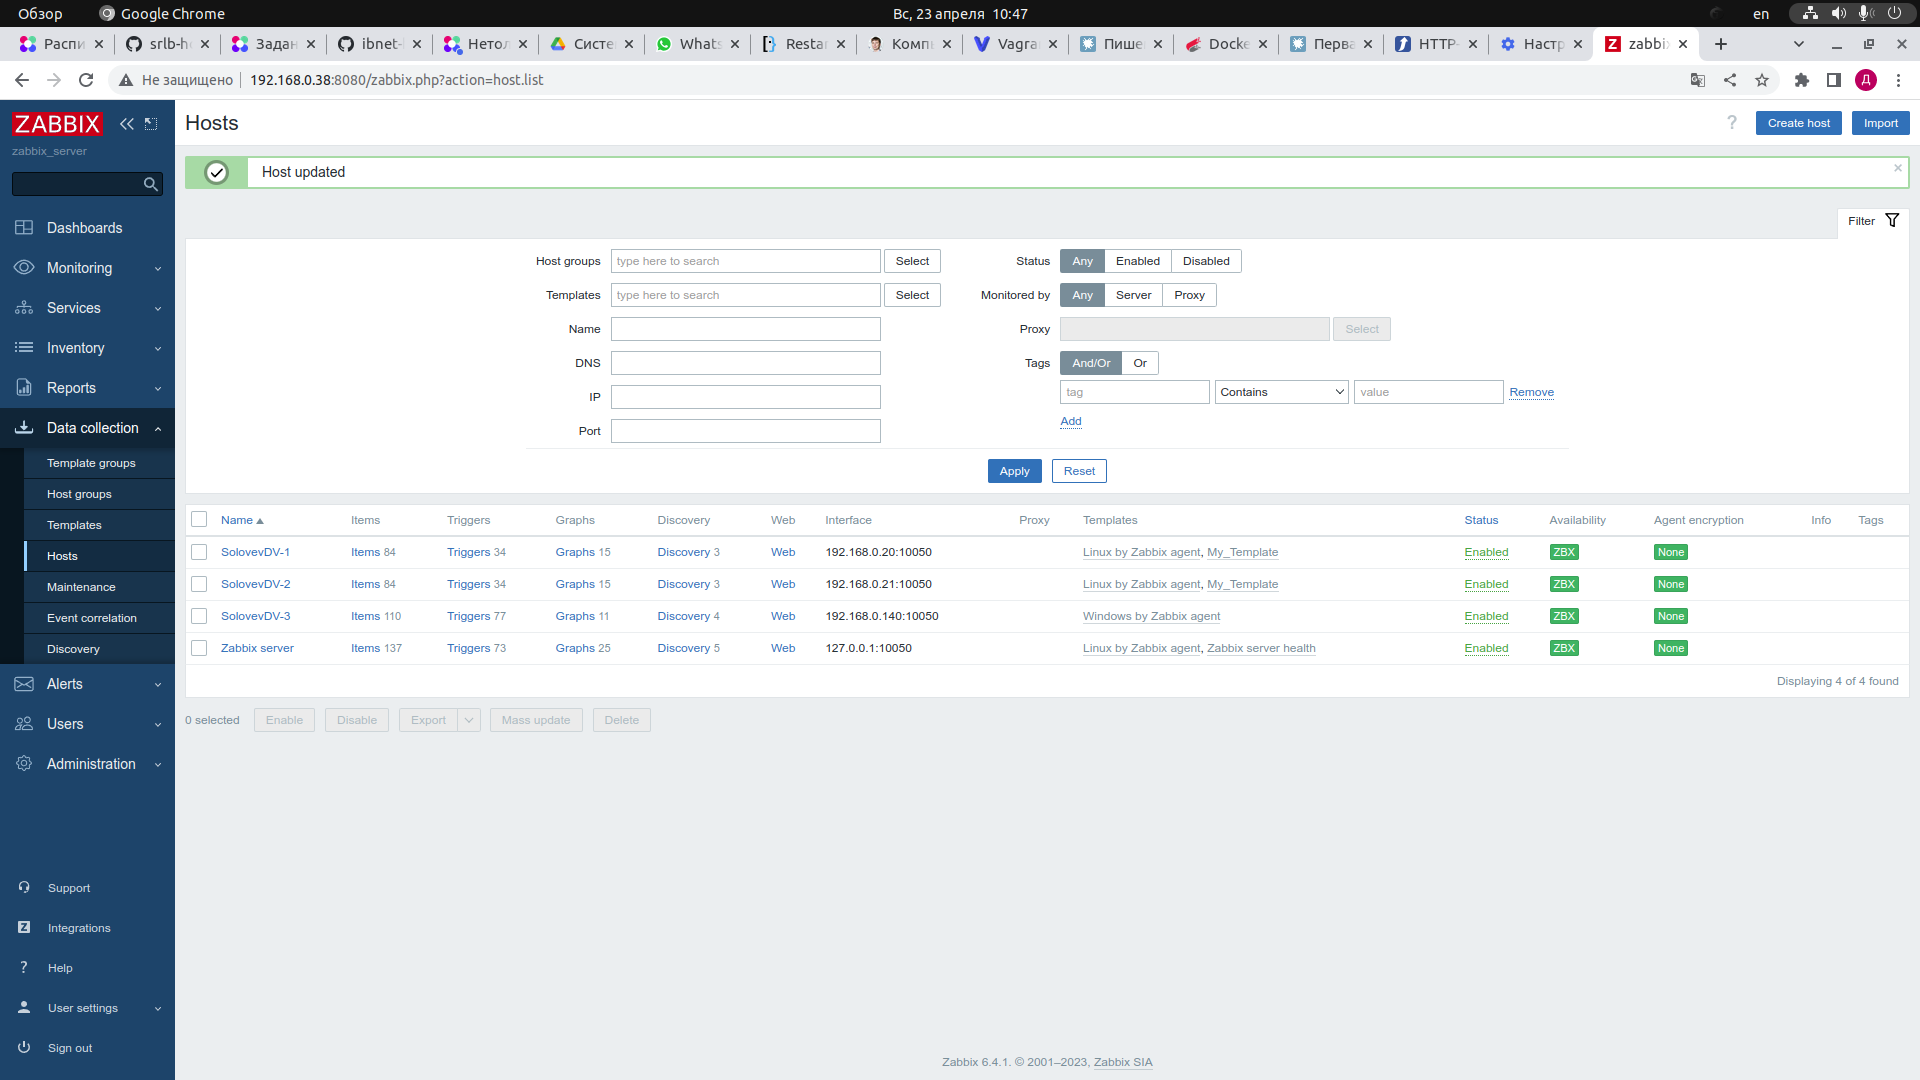 Обзор Google Chrome Вс, 23 апреля 10:47 en
Распи srlb-h Задан ibnet- Нетол Систе Whats Resta Компь Vagra Пише Docke Перва HTTP- Настр zabbi
Не защищено 192.168.0.38:8080/zabbix.php?action=host.list Д
ZABBIX
zabbix_server
Dashboards
Monitoring
Services
Inventory
Reports
Data collection
Template groups
Host groups
Templates
Hosts
Maintenance
Event correlation
Discovery
Alerts
Users
Administration
Support
Integrations
Help
User settings
Sign out
Hosts ? Create host Import
Host updated
Filter
Host groups type here to search Select
Templates type here to search Select
Name
DNS
IP
Port
Status Any Enabled Disabled
Monitored by Any Server Proxy
Proxy Select
Tags And/Or Or
tag Contains value Remove
Add
Apply Reset
Name Items Triggers Graphs Discovery Web Interface Proxy Templates Status Availability Agent encryption Info Tags
SolovevDV-1 Items 84 Triggers 34 Graphs 15 Discovery 3 Web 192.168.0.20:10050 Linux by Zabbix agent, My_Template Enabled ZBX None
SolovevDV-2 Items 84 Triggers 34 Graphs 15 Discovery 3 Web 192.168.0.21:10050 Linux by Zabbix agent, My_Template Enabled ZBX None
SolovevDV-3 Items 110 Triggers 77 Graphs 11 Discovery 4 Web 192.168.0.140:10050 Windows by Zabbix agent Enabled ZBX None
Zabbix server Items 137 Triggers 73 Graphs 25 Discovery 5 Web 127.0.0.1:10050 Linux by Zabbix agent, Zabbix server health Enabled ZBX None
Displaying 4 of 4 found
0 selected Enable Disable Export Mass update Delete
Zabbix 6.4.1. © 2001–2023, Zabbix SIA